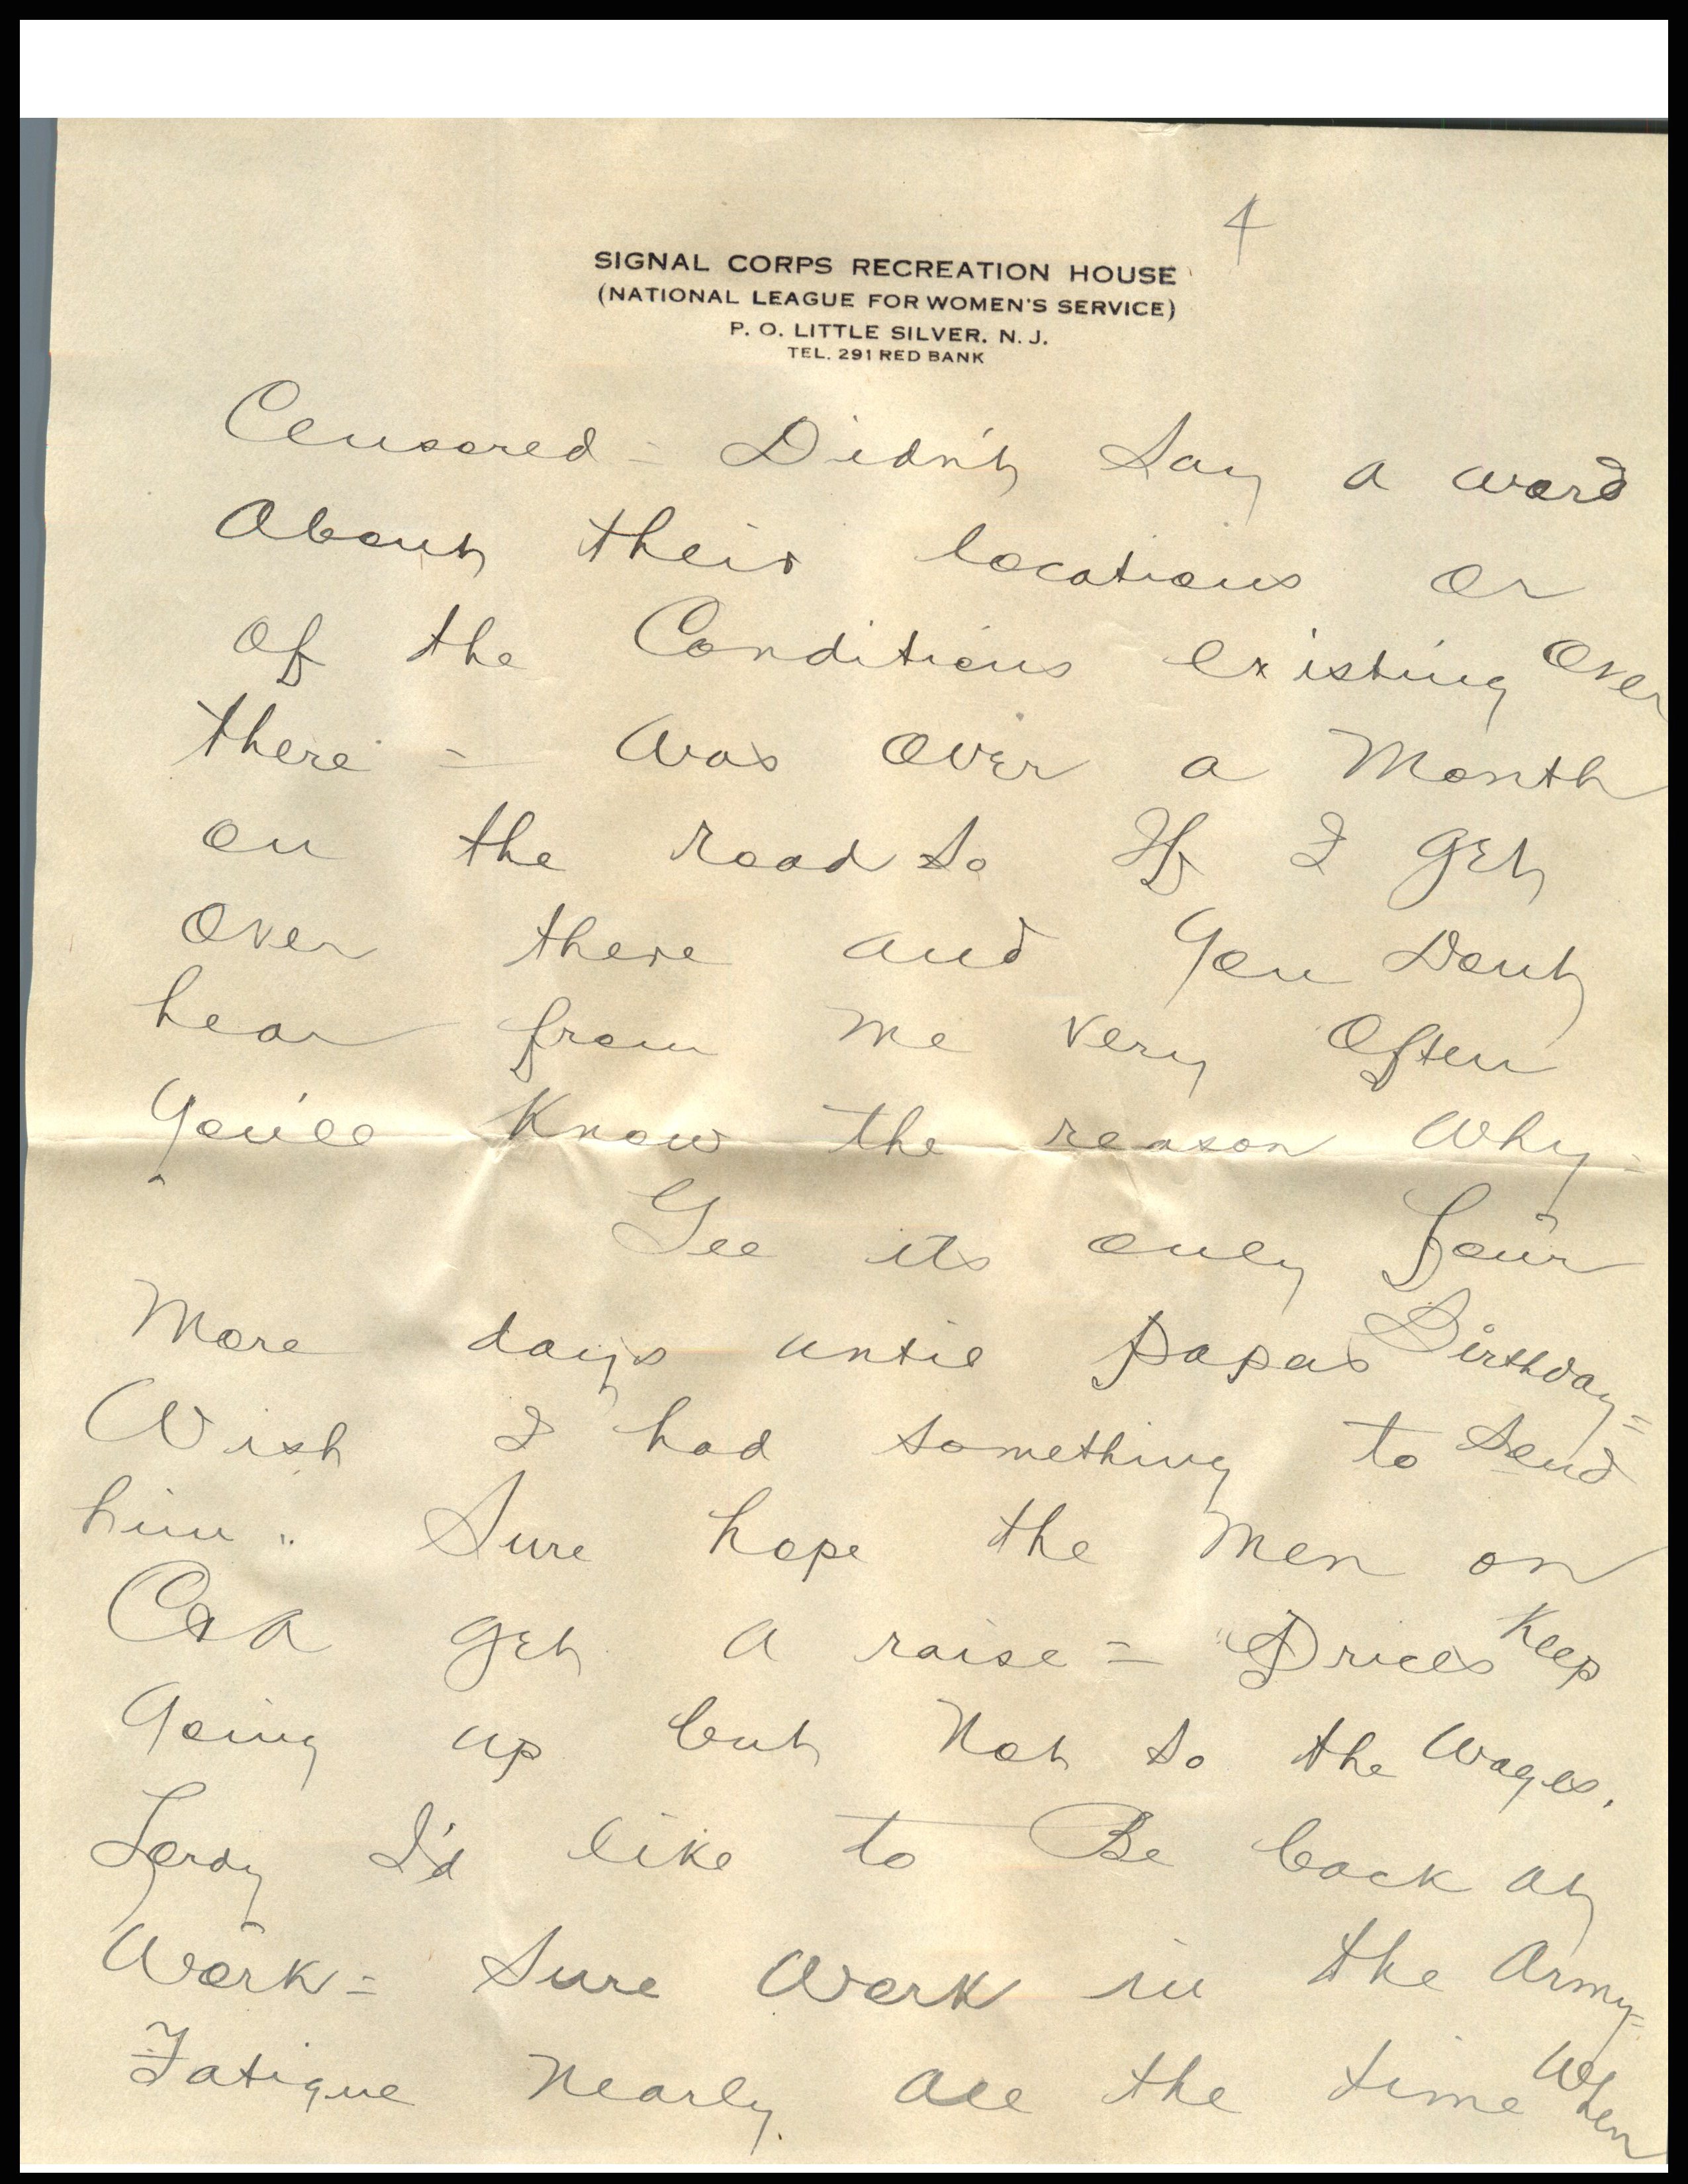 4
SIGNAL CORPS RECREATION HOUSE
(NATIONAL LEAGUE FOR WOMEN'S SERVICE)
P. O. LITTLE SILVER, N. J.
TEL. 291 RED BANK
Censored = Didn't Say a word
About their locations or
of the Conditions existing over
there = Was over a Month
on the road So If I get
over there and You Don't
hear from me very often
You'll Know the reason Why =
Gee its only four
More days until papas Birthday =
Wish I had something to send
him. Sure hope the Men on
get a raise = Prices Keep
Going up but Not so the Wages.
Lordy I'd like to Be back at
Work = Sure Work in the Army =
Fatigue Nearly all the time When